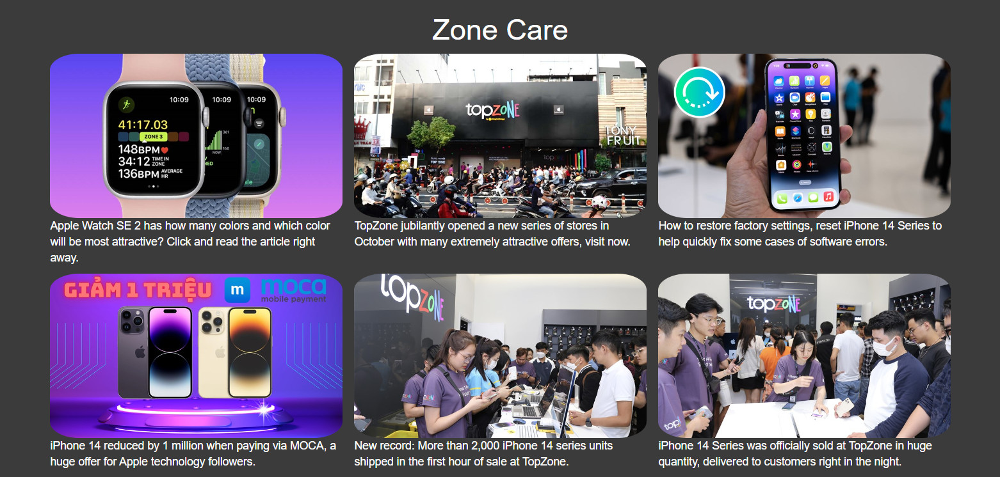 Zone Care
10:09
10:09
10:09
41:17.03
ZONE 3
148BPM
34:12 TIME IN ZONE
136BPM AVERAGE HR
361
160
NOW
topzone
TONY
FRUIT
Apple Watch SE 2 has how many colors and which color
will be most attractive? Click and read the article right
away.
TopZone jubilantly opened a new series of stores in
October with many extremely attractive offers, visit now.
How to restore factory settings, reset iPhone 14 Series to
help quickly fix some cases of software errors.
GIẢM 1 TRIỆU
m
moca
mobile payment
topzone
topzone
iPhone 14 reduced by 1 million when paying via MOCA, a
huge offer for Apple technology followers.
New record: More than 2,000 iPhone 14 series units
shipped in the first hour of sale at TopZone.
iPhone 14 Series was officially sold at TopZone in huge
quantity, delivered to customers right in the night.